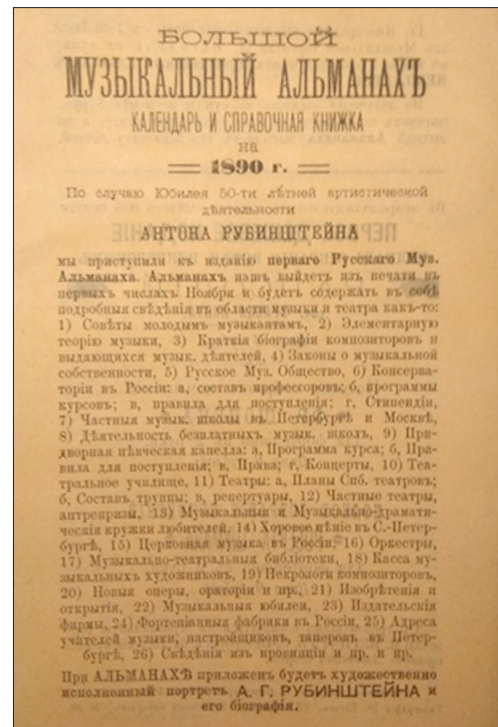 БОЛЬШОЙ
МУЗЫКАЛЬНЫЙ АЛЬМАНАХЪ
КАЛЕНДАРЬ И СПРАВОЧНАЯ КНИЖКА
на
1890 г.
По случаю Юбилея 50-ти лѣтней артистической
дѣятельности
АНТОНА РУБИНШТЕЙНА
мы приступили къ изданію перваго Русскаго Муз.
Альманаха. Альманахъ нашъ выйдетъ изъ печати въ
первыхъ числахъ Ноября и будетъ содержать въ себѣ
подробныя свѣдѣнія въ области музыки и театра какъ-то:
1) Совѣты молодымъ музыкантамъ, 2) Элементарную
теорію музыки, 3) Краткія біографіи композиторовъ и
выдающихся музык. дѣятелей, 4) Законы о музыкальной
собственности, 5) Русское Муз. Общество, 6) Консерва-
торіи въ Россіи: а, составъ профессоровъ; б, программы
курсовъ; в, правила для поступленія; г, Стипендіи,
7) Частныя музык. школы въ Петербургѣ и Москвѣ,
8) Дѣятельность безплатныхъ музык. школъ, 9) При-
дворная пѣвческая капелла: а, Программа курса; б, Пра-
вила для поступленія; в, Права; г, Концерты, 10) Теа-
тральное училище, 11) Театры: а, Планы Спб. театровъ;
б, Составъ труппы; в, репертуары, 12) Частные театры,
антрепризы, 13) Музыкальныя и Музыкально-драмати-
ческія кружки любителей, 14) Хоровое пѣніе въ С.-Петер-
бургѣ, 15) Церковная музыка въ Россіи, 16) Оркестры,
17) Музыкально-театральныя библіотеки, 18) Касса му-
зыкальныхъ художниковъ, 19) Некрологи композиторовъ,
20) Новыя оперы, ораторіи и пр., 21) Изобрѣтенія и
открытія, 22) Музыкальныя юбилеи, 23) Издательскія
фирмы, 24) Фортепіанныя фабрики въ Россіи, 25) Адреса
учителей музыки, настройщиковъ, таперовъ въ Петер-
бургѣ, 26) Свѣдѣнія изъ провинціи и пр. и пр.
При АЛЬМАНАХѢ приложенъ будетъ художественно
исполненный портретъ А. Г. РУБИНШТЕЙНА и
его біографія.